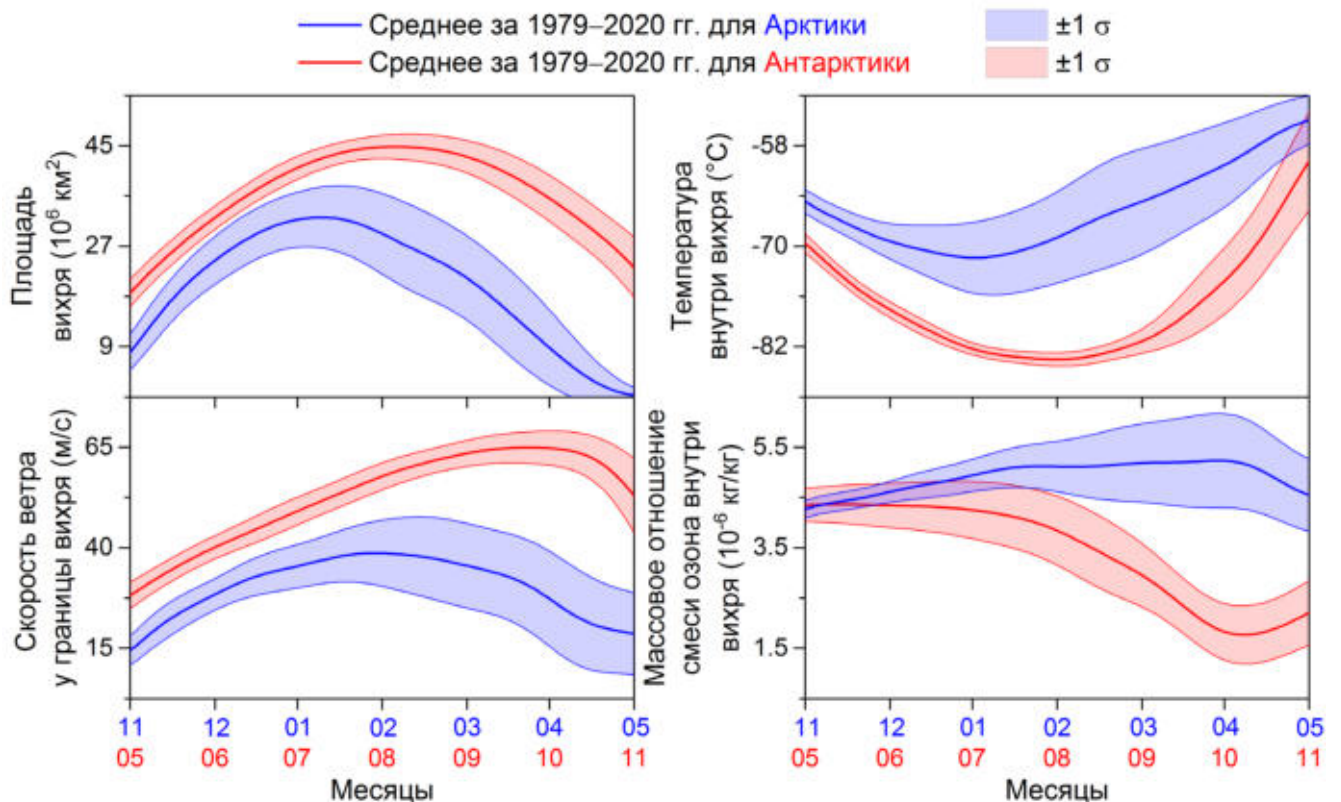 Среднее за 1979–2020 гг. для Арктики ±1 σ
Среднее за 1979–2020 гг. для Антарктики ±1 σ
Площадь
вихря (10⁶ км²)
45
27
9
Температура
внутри вихря (°C)
-58
-70
-82
Скорость ветра
у границы вихря (м/с)
65
40
15
Массовое отношение
смеси озона внутри
вихря (10⁻⁶ кг/кг)
5.5
3.5
1.5
11 12 01 02 03 04 05
05 06 07 08 09 10 11
Месяцы
11 12 01 02 03 04 05
05 06 07 08 09 10 11
Месяцы